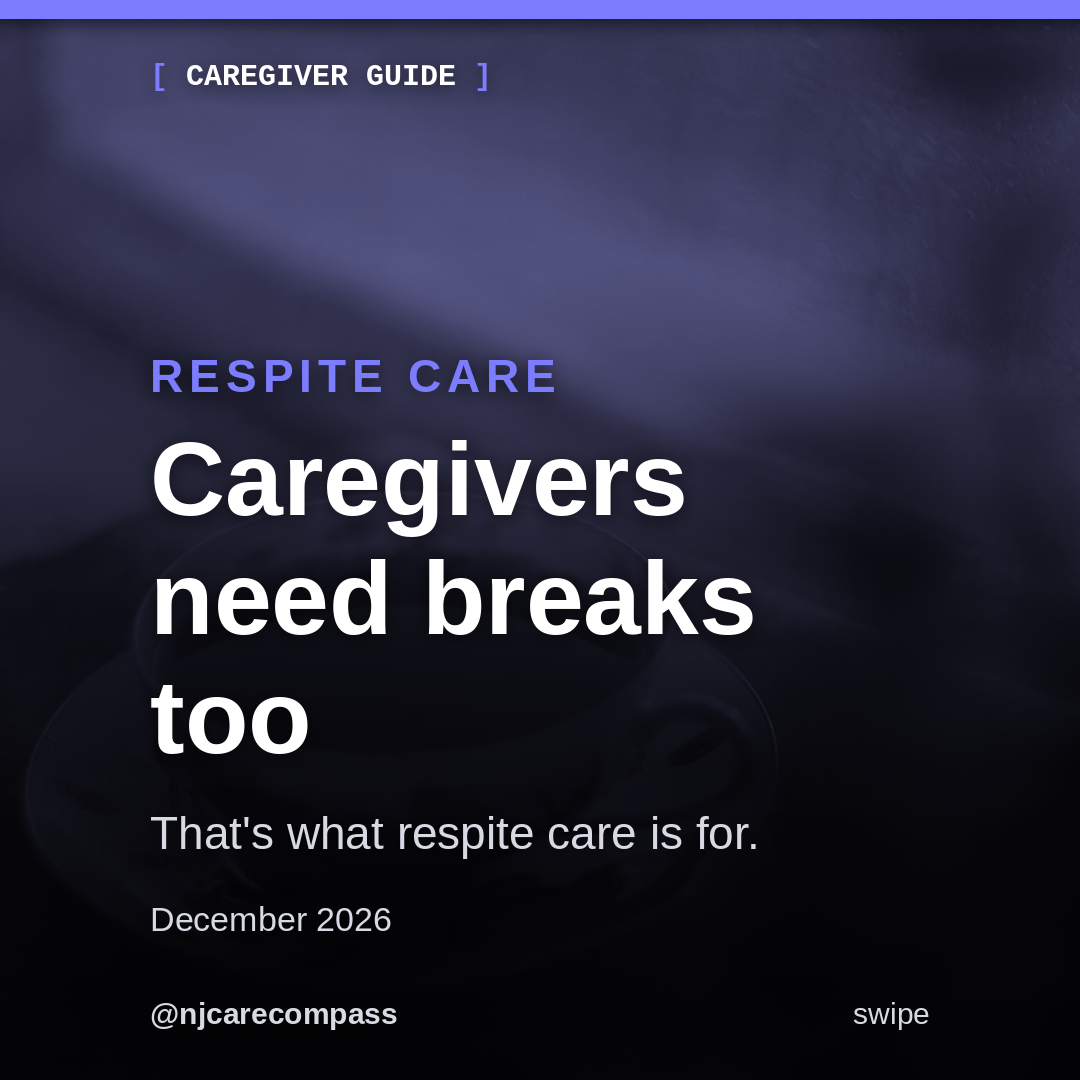 [ CAREGIVER GUIDE ]
RESPITE CARE
Caregivers
need breaks
too
That's what respite care is for.
December 2026
@njcarecompass
swipe